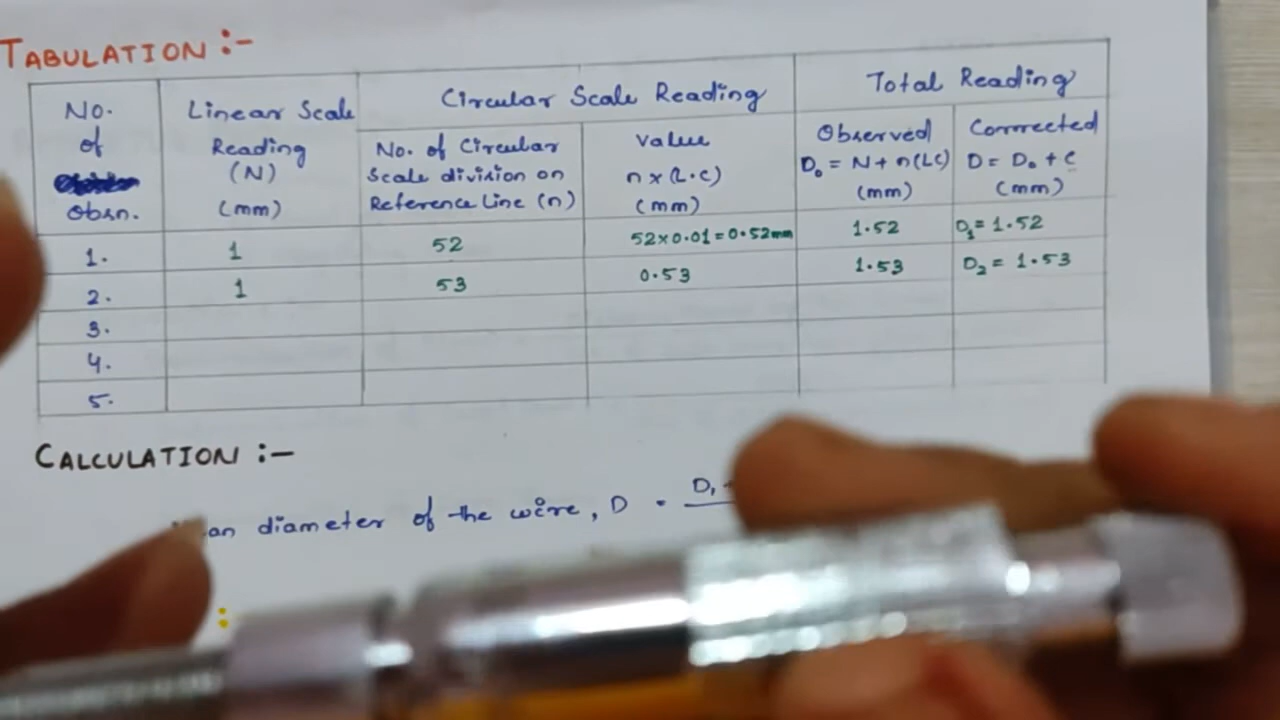 TABULATION :-
No.
of
Obsn.
Linear Scale
Reading
(N)
(mm)
Circular Scale Reading
No. of Circular
Scale division on
Reference Line (n)
Value
n x (L.C)
(mm)
Total Reading
Observed
D₀ = N + n(LC)
(mm)
Corrected
D = D₀ + c
(mm)
1. 1 52 52×0.01=0.52mm 1.52 D₁= 1.52
2. 1 53 0.53 1.53 D₂ = 1.53
3.
4.
5.
CALCULATION :-
diameter of the wire, D = D₁